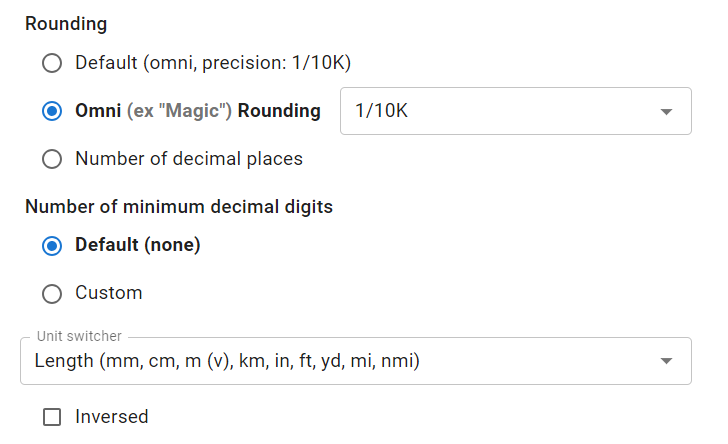 Rounding
Default (omni, precision: 1/10K)
Omni (ex "Magic") Rounding 1/10K
Number of decimal places
Number of minimum decimal digits
Default (none)
Custom
Unit switcher
Length (mm, cm, m (v), km, in, ft, yd, mi, nmi)
Inversed